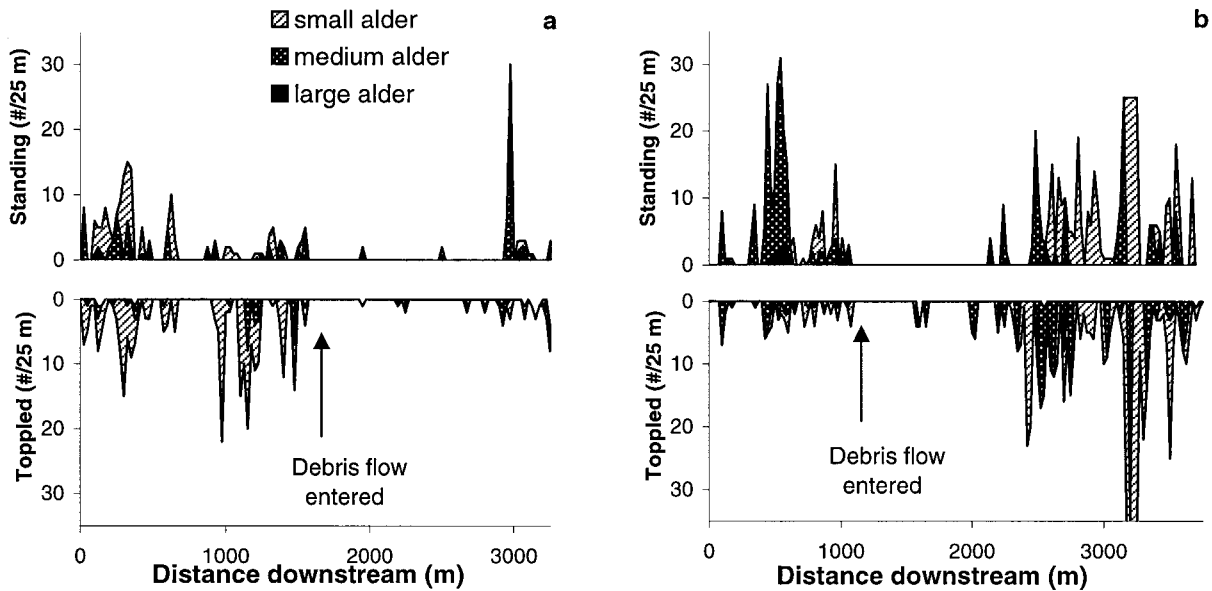 small alder
medium alder
large alder
a
Standing (#/25 m)
30
20
10
0
Toppled (#/25 m)
0
10
20
30
Debris flow
entered
0
1000
2000
3000
Distance downstream (m)
b
Standing (#/25 m)
30
20
10
0
Toppled (#/25 m)
0
10
20
30
Debris flow
entered
0
1000
2000
3000
Distance downstream (m)